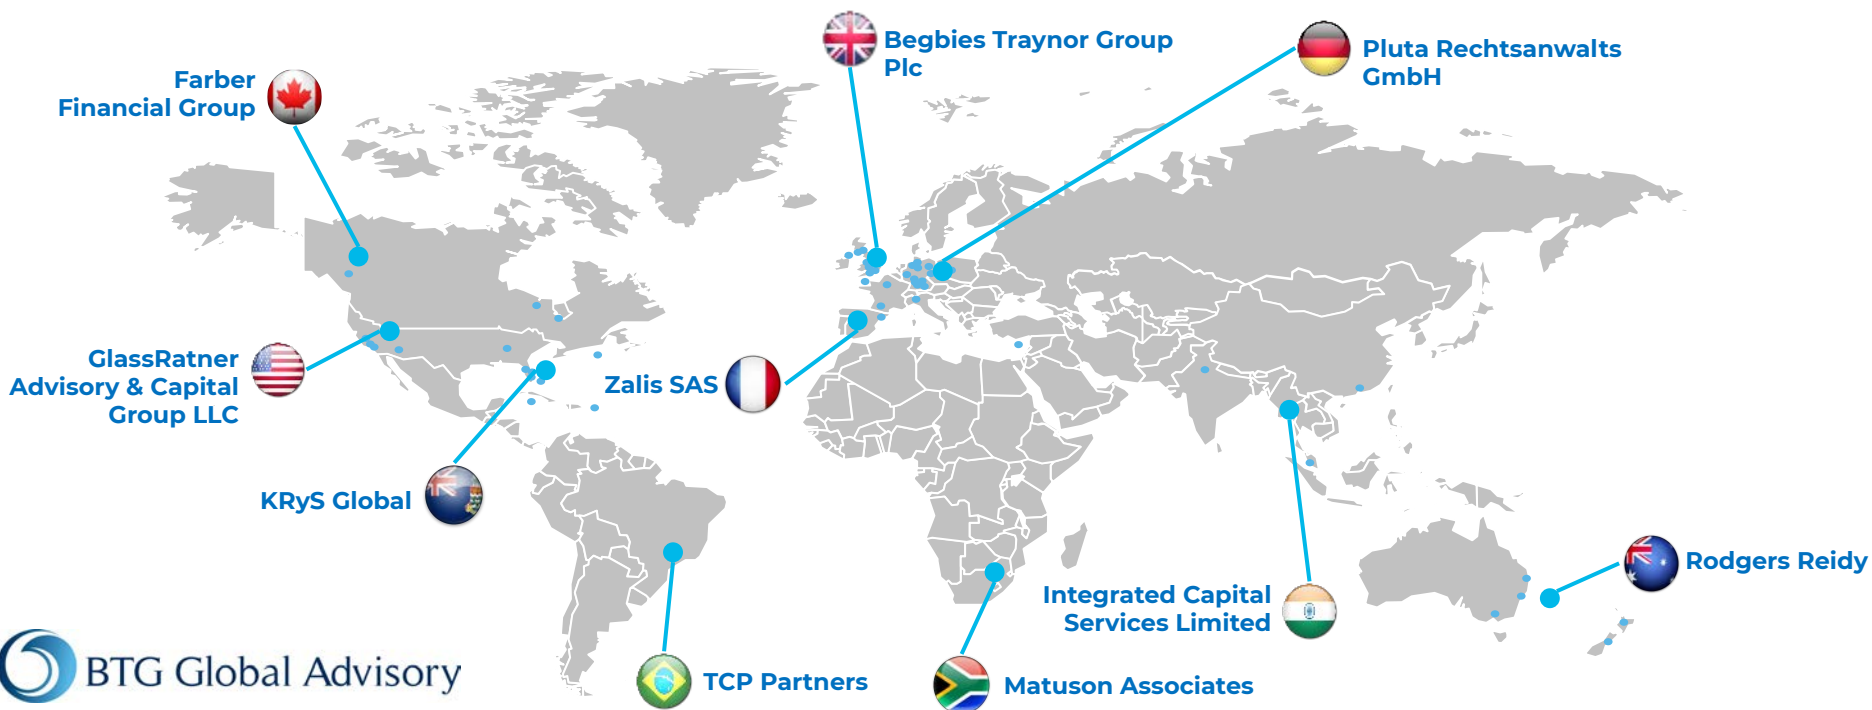 Begbies Traynor Group
Plc
Pluta Rechtsanwalts
GmbH
Farber
Financial Group
GlassRatner
Advisory & Capital
Group LLC
Zalis SAS
KRyS Global
Rodgers Reidy
Integrated Capital
Services Limited
BTG Global Advisory
TCP Partners
Matuson Associates